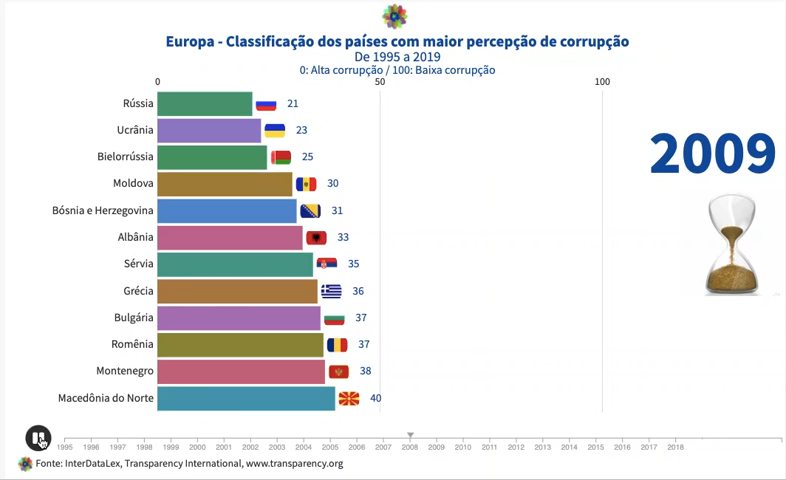 Europa - Classificação dos países com maior percepção de corrupção
De 1995 a 2019
0: Alta corrupção / 100: Baixa corrupção
0 50 100
Rússia 21
Ucrânia 23
Bielorrússia 25
Moldova 30
Bósnia e Herzegovina 31
Albânia 33
Sérvia 35
Grécia 36
Bulgária 37
Romênia 37
Montenegro 38
Macedônia do Norte 40
2009
1995 1996 1997 1998 1999 2000 2001 2002 2003 2004 2005 2006 2007 2008 2009 2010 2011 2012 2013 2014 2015 2016 2017 2018
Fonte: InterDataLex, Transparency International, www.transparency.org